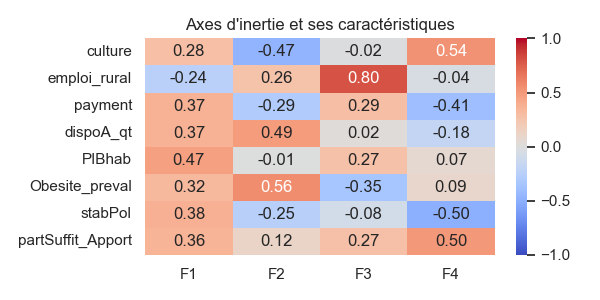 Axes d'inertie et ses caractéristiques
culture 0.28 -0.47 -0.02 0.54
emploi_rural -0.24 0.26 0.80 -0.04
payment 0.37 -0.29 0.29 -0.41
dispoA_qt 0.37 0.49 0.02 -0.18
PIBhab 0.47 -0.01 0.27 0.07
Obesite_preval 0.32 0.56 -0.35 0.09
stabPol 0.38 -0.25 -0.08 -0.50
partSuffit_Apport 0.36 0.12 0.27 0.50
F1 F2 F3 F4
1.0
0.5
0.0
−0.5
−1.0